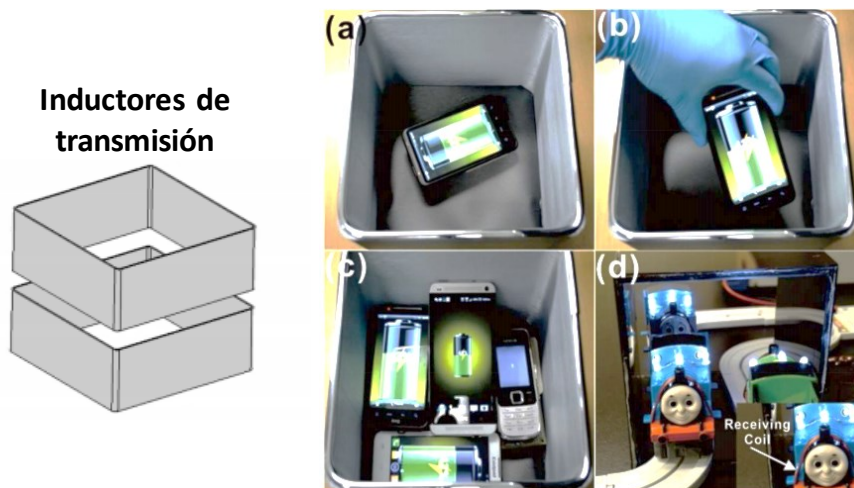 Inductores de
transmisión
(a)
(b)
(c)
(d)
Receiving
Coil